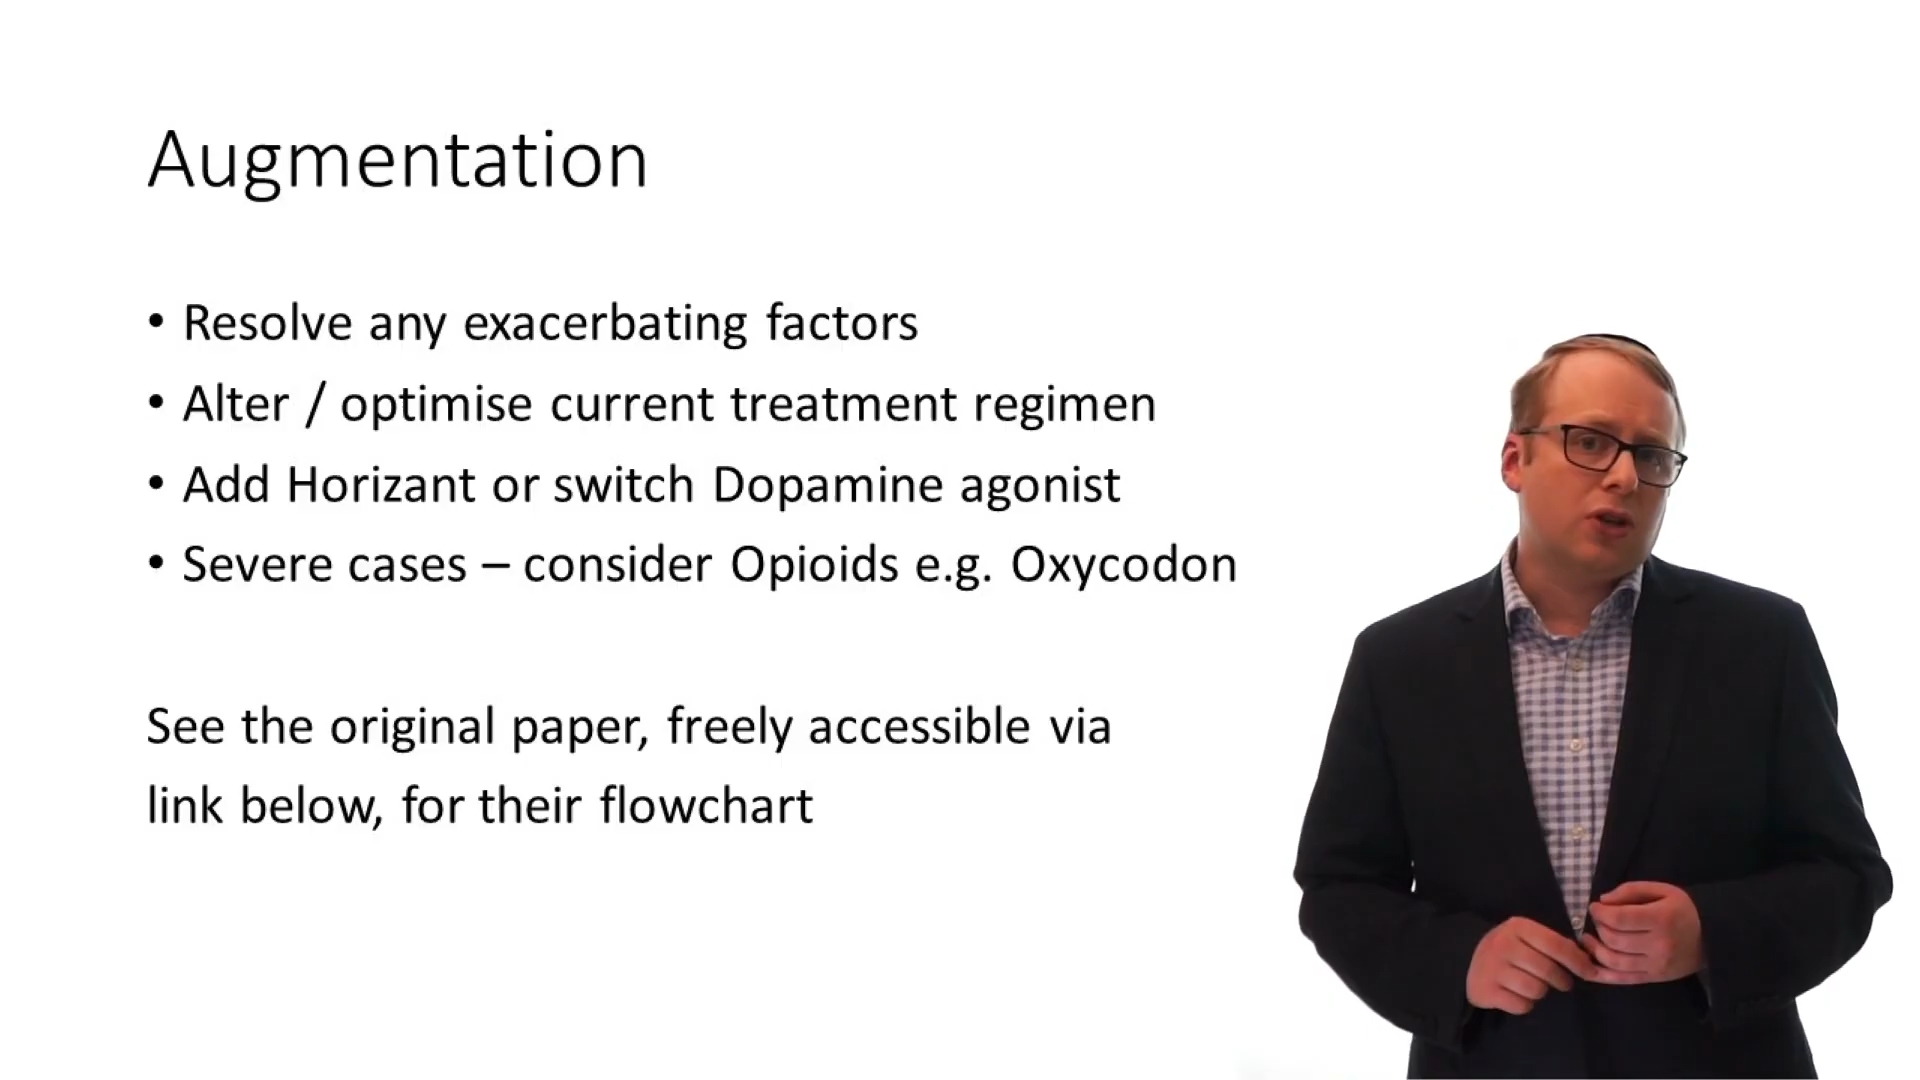 Augmentation
• Resolve any exacerbating factors
• Alter / optimise current treatment regimen
• Add Horizant or switch Dopamine agonist
• Severe cases – consider Opioids e.g. Oxycodon
See the original paper, freely accessible via
link below, for their flowchart